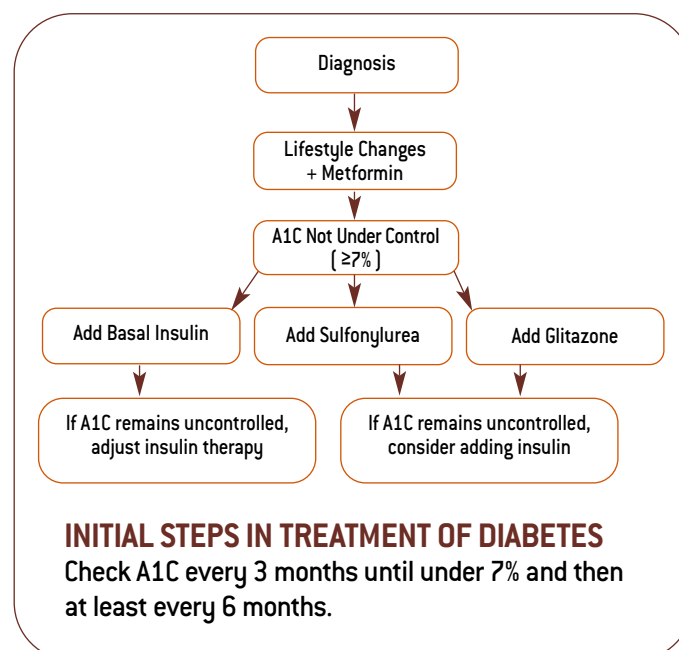 Diagnosis
Lifestyle Changes
+ Metformin
A1C Not Under Control
( ≥7% )
Add Basal Insulin
Add Sulfonylurea
Add Glitazone
If A1C remains uncontrolled,
adjust insulin therapy
If A1C remains uncontrolled,
consider adding insulin
INITIAL STEPS IN TREATMENT OF DIABETES
Check A1C every 3 months until under 7% and then
at least every 6 months.